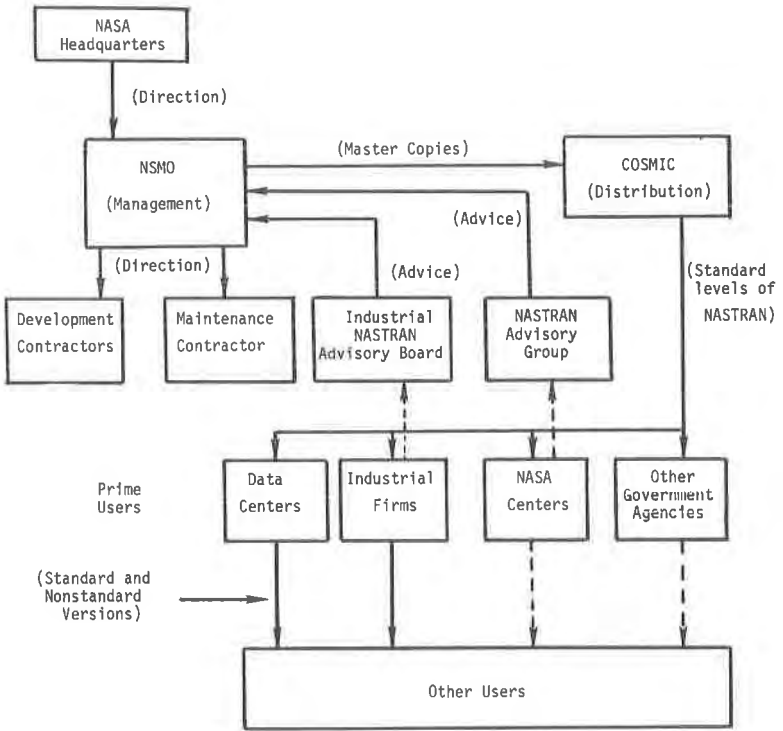 NASA
Headquarters
(Direction)
NSMO
(Management)
(Master Copies)
COSMIC
(Distribution)
(Advice)
(Direction)
(Advice)
(Standard
levels of
NASTRAN)
Development
Contractors
Maintenance
Contractor
Industrial
NASTRAN
Advisory Board
NASTRAN
Advisory
Group
Prime
Users
Data
Centers
Industrial
Firms
NASA
Centers
Other
Government
Agencies
(Standard and
Nonstandard
Versions)
Other Users